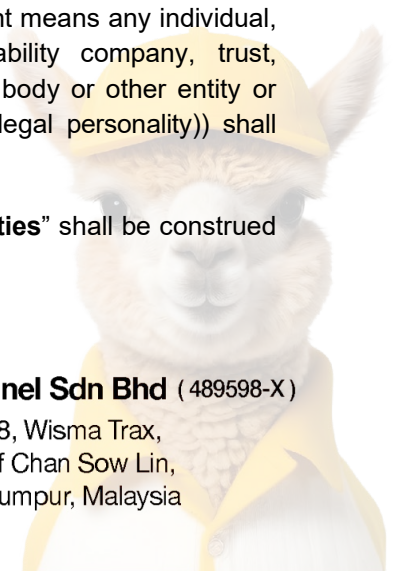 t means any individual,
ability company, trust,
body or other entity or
legal personality)) shall
ties” shall be construed
nel Sdn Bhd ( 489598-X )
8, Wisma Trax,
f Chan Sow Lin,
umpur, Malaysia